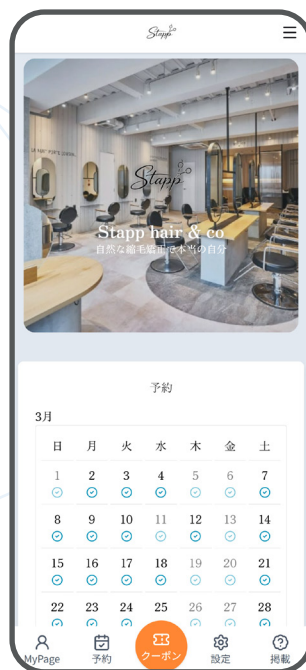 Stapp
Stapp
Stapp hair & co
自然な縮毛矯正で本当の自分
予約
3月
日 月 火 水 木 金 土
1 2 3 4 5 6 7
8 9 10 11 12 13 14
15 16 17 18 19 20 21
22 23 24 25 26 27 28
MyPage 予約 クーポン 設定 掲載